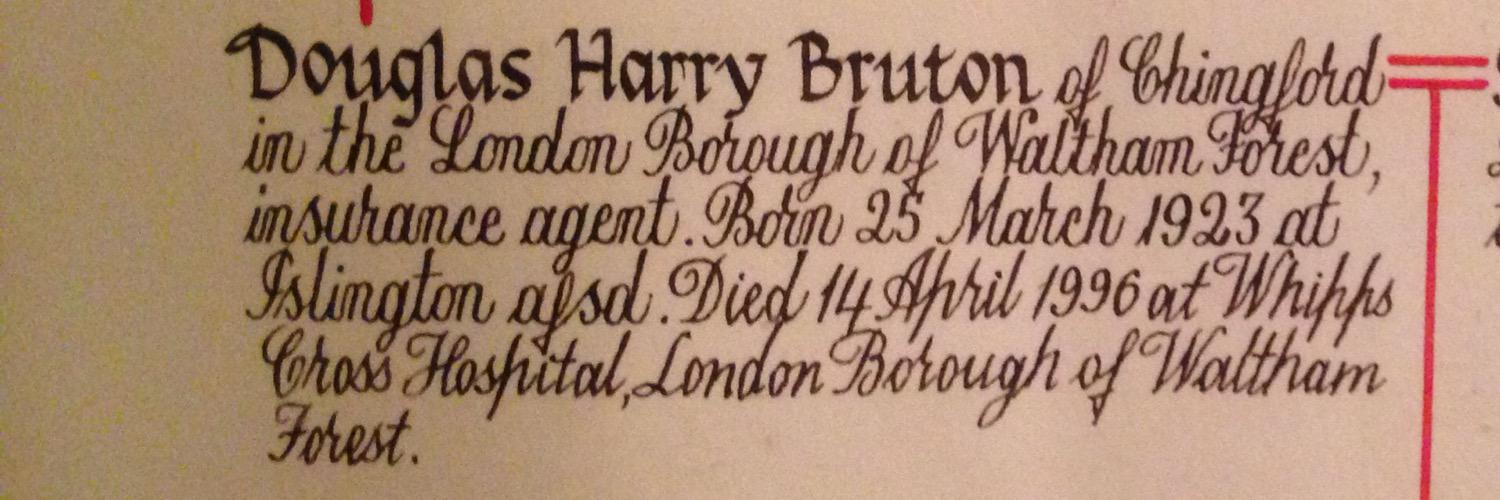 Douglas Harry Bruton of Chingford
in the London Borough of Waltham Forest,
insurance agent. Born 25 March 1923 at
Islington afsd. Died 14 April 1996 at Whipps
Cross Hospital, London Borough of Waltham
Forest.